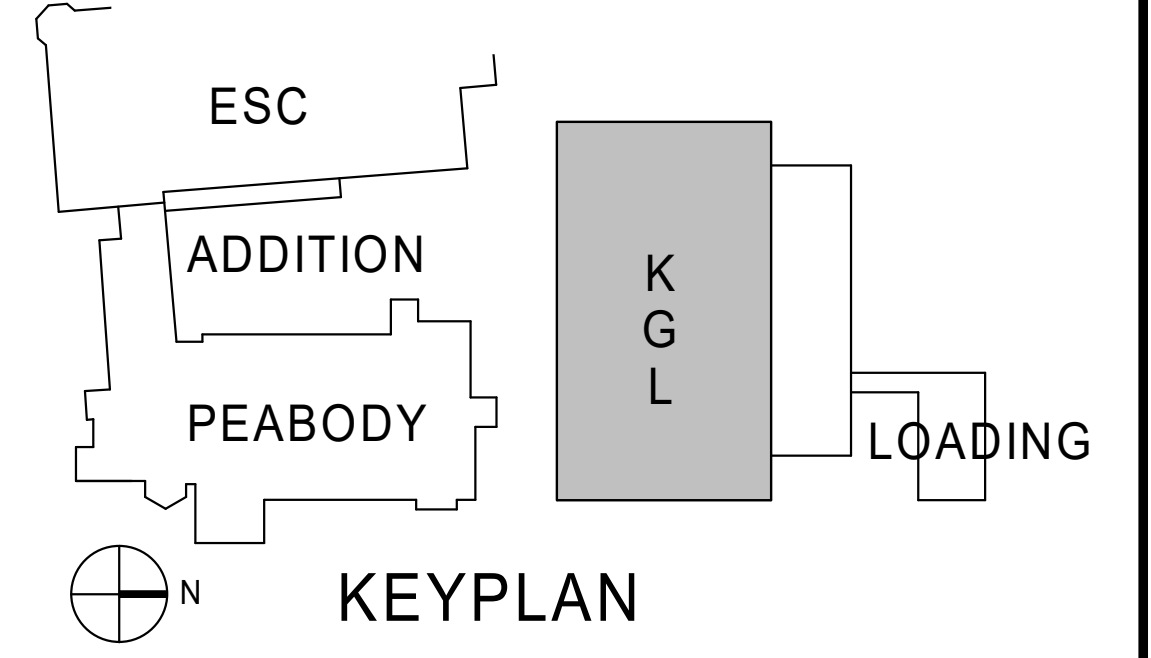 ESC
ADDITION
K
G
L
PEABODY
LOADING
N
KEYPLAN